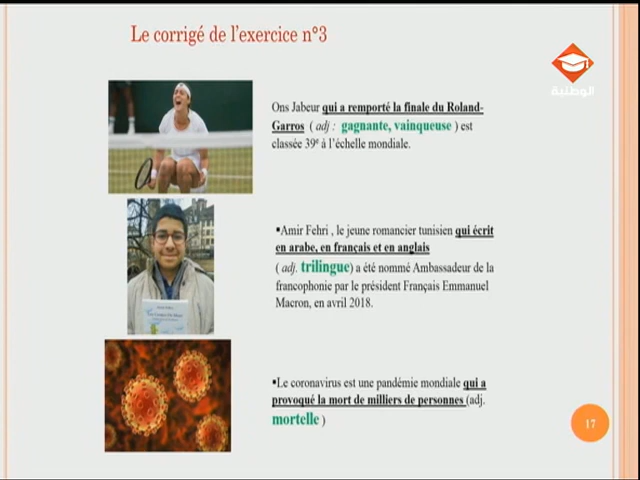 Le corrigé de l'exercice n°3
الوطنية
Ons Jabeur qui a remporté la finale du Roland-
Garros ( adj : gagnante, vainqueuse ) est
classée 39e à l'échelle mondiale.
▪Amir Fehri , le jeune romancier tunisien qui écrit
en arabe, en français et en anglais
( adj. trilingue) a été nommé Ambassadeur de la
francophonie par le président Français Emmanuel
Macron, en avril 2018.
▪Le coronavirus est une pandémie mondiale qui a
provoqué la mort de milliers de personnes (adj.
mortelle )
17